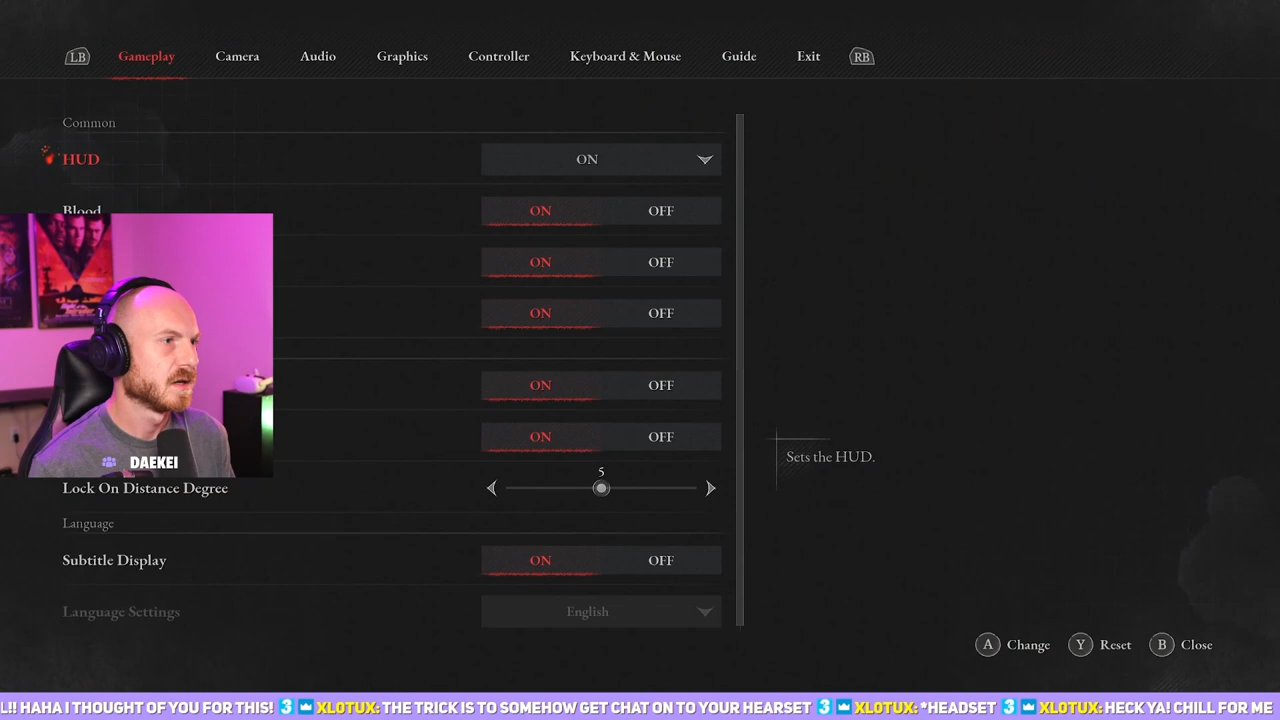 LB Gameplay Camera Audio Graphics Controller Keyboard & Mouse Guide Exit RB
Common
HUD ON
Blood ON OFF
ON OFF
ON OFF
ON OFF
ON OFF
5
Lock On Distance Degree
Language
Subtitle Display ON OFF
Language Settings English
Sets the HUD.
A Change Y Reset B Close
DAEKEI
L!! HAHA I THOUGHT OF YOU FOR THIS! 3 XL0TUX: THE TRICK IS TO SOMEHOW GET CHAT ON TO YOUR HEARSET 3 XL0TUX: *HEADSET 3 XL0TUX: HECK YA! CHILL FOR ME